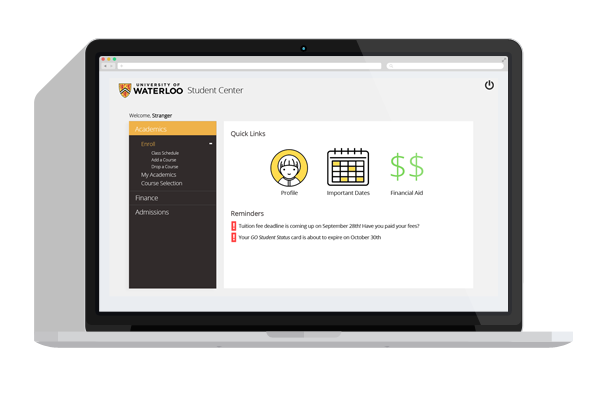 UNIVERSITY OF
WATERLOO Student Center
Welcome, Stranger
Academics
Enroll
Class Schedule
Add a Course
Drop a Course
My Academics
Course Selection
Finance
Admissions
Quick Links
Profile
Important Dates
$$
Financial Aid
Reminders
! Tuition fee deadline is coming up on September 28th! Have you paid your fees?
! Your GO Student Status card is about to expire on October 30th